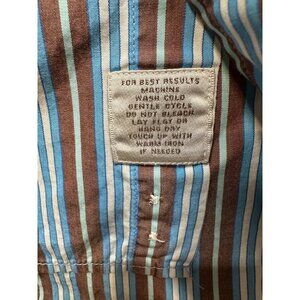 FOR BEST RESULTS
MACHINE
WASH COLD
GENTLE CYCLE
DO NOT BLEACH
LAY FLAT OR
HANG DRY
TOUCH UP WITH
WARM IRON
IF NEEDED